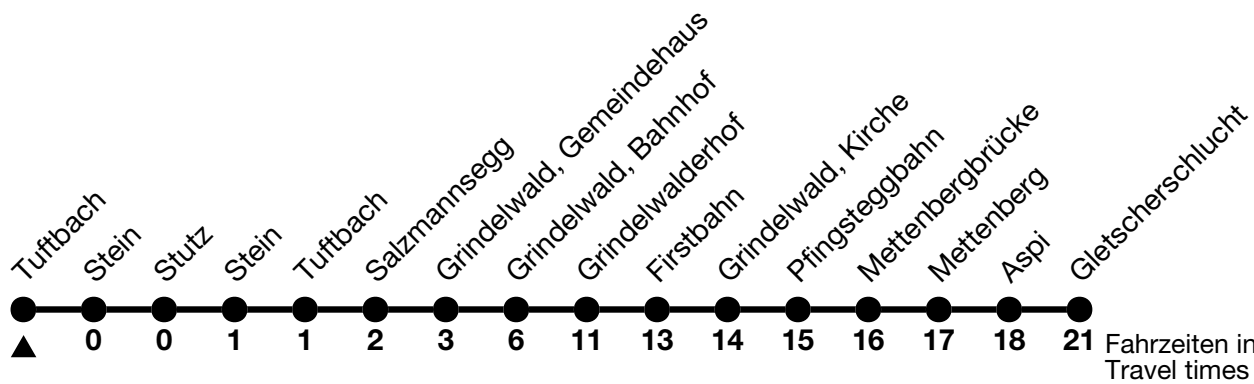 Tuftbach
Stein
Stutz
Stein
Tuftbach
Salzmannsegg
Grindelwald, Gemeindehaus
Grindelwald, Bahnhof
Grindelwalderhof
Firstbahn
Grindelwald, Kirche
Pfingsteggbahn
Mettenbergbrücke
Mettenberg
Aspi
Gletscherschlucht
0 0 1 1 2 3 6 11 13 14 15 16 17 18 21 Fahrzeiten in
Travel times